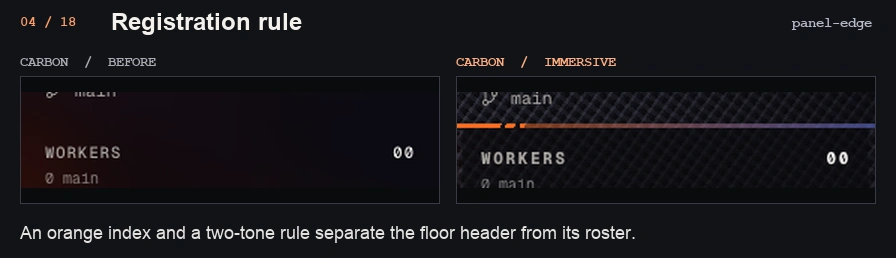 04 / 18 Registration rule panel-edge
CARBON / BEFORE
main
WORKERS 00
0 main
CARBON / IMMERSIVE
main
WORKERS 00
0 main
An orange index and a two-tone rule separate the floor header from its roster.